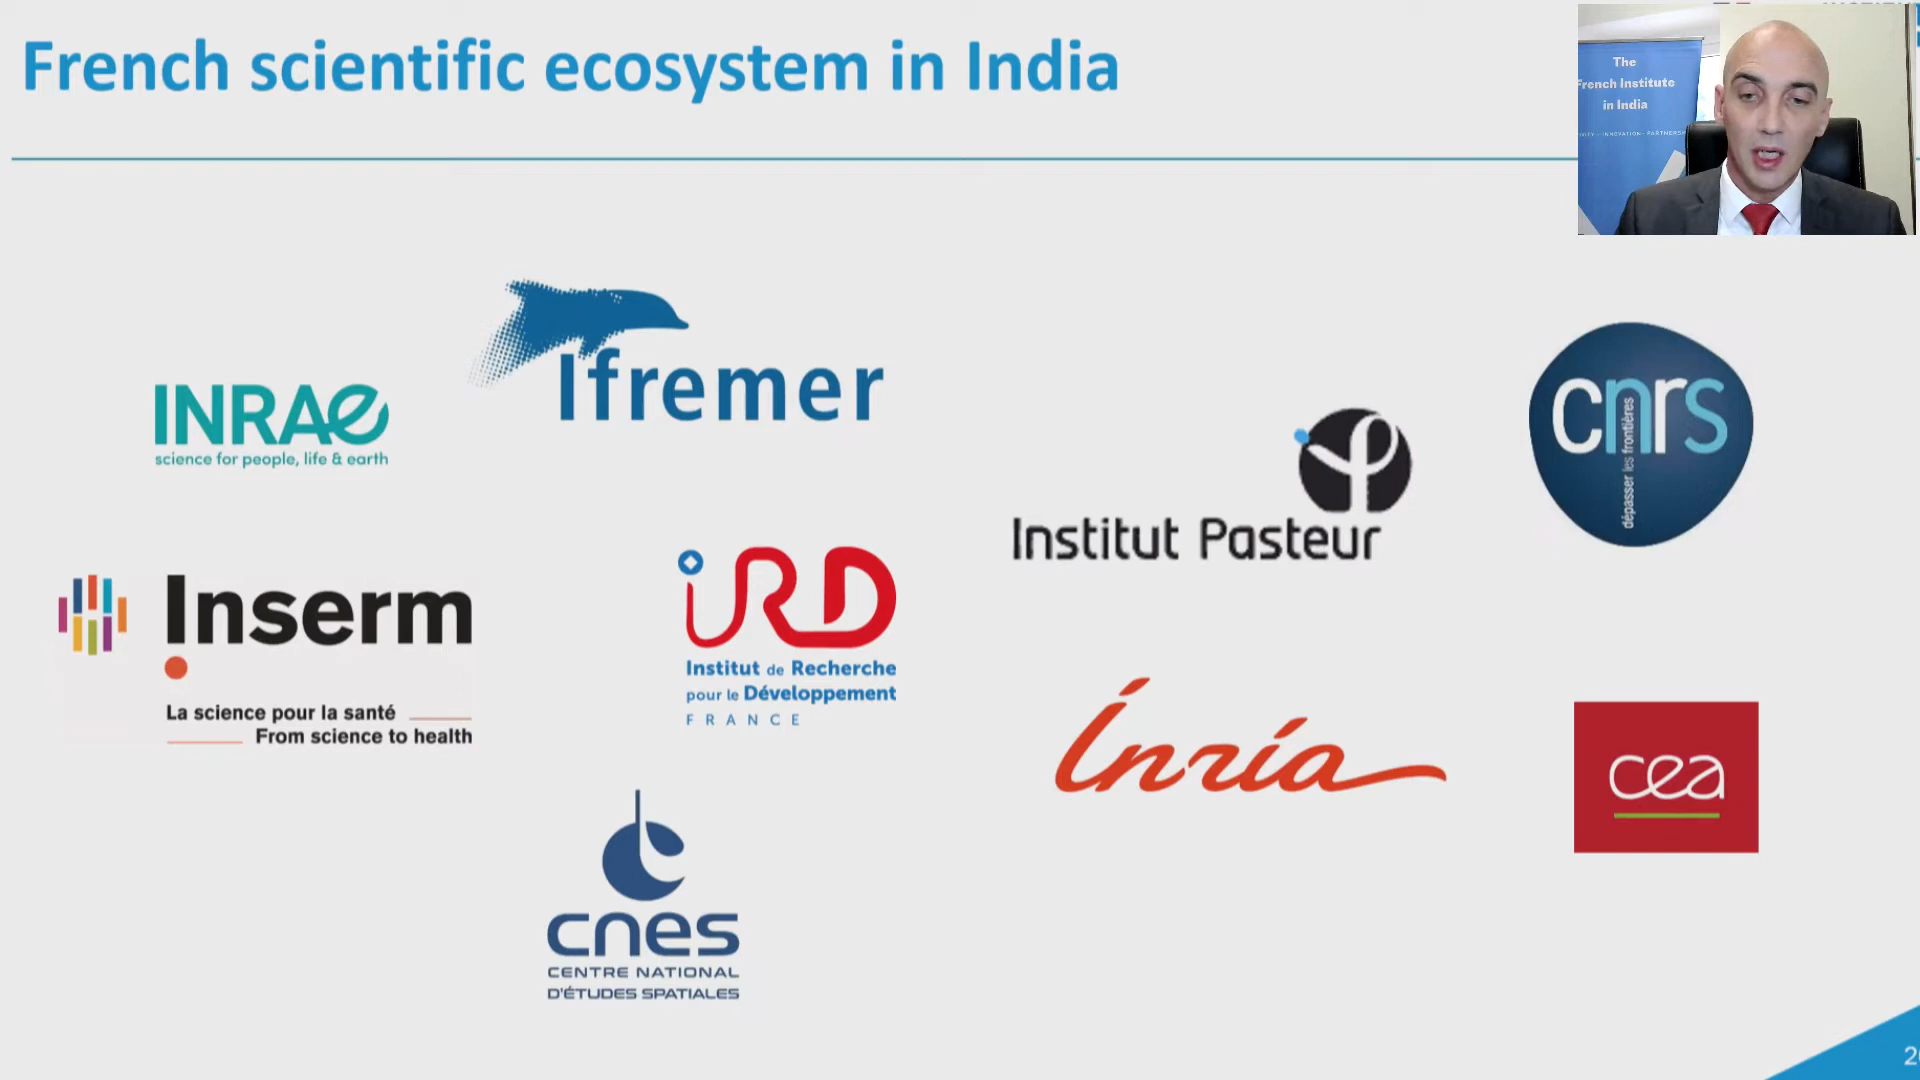 French scientific ecosystem in India
The
French Institute
in India
Ifremer
INRAE
science for people, life & earth
cnrs
dépasser les frontières
Institut Pasteur
Inserm
La science pour la santé
From science to health
IRD
Institut de Recherche
pour le Développement
FRANCE
Inria
cea
cnes
CENTRE NATIONAL
D'ÉTUDES SPATIALES